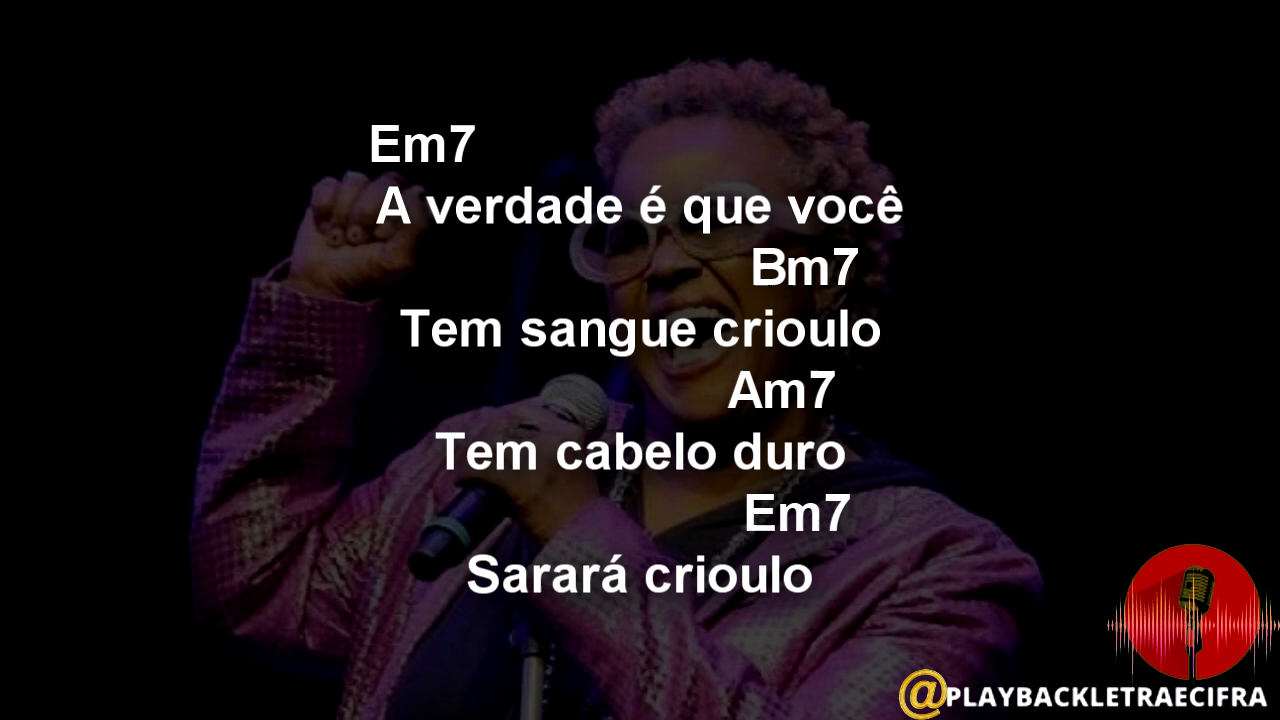 Em7
A verdade é que você
Bm7
Tem sangue crioulo
Am7
Tem cabelo duro
Em7
Sarará crioulo
@PLAYBACKLETRAECIFRA